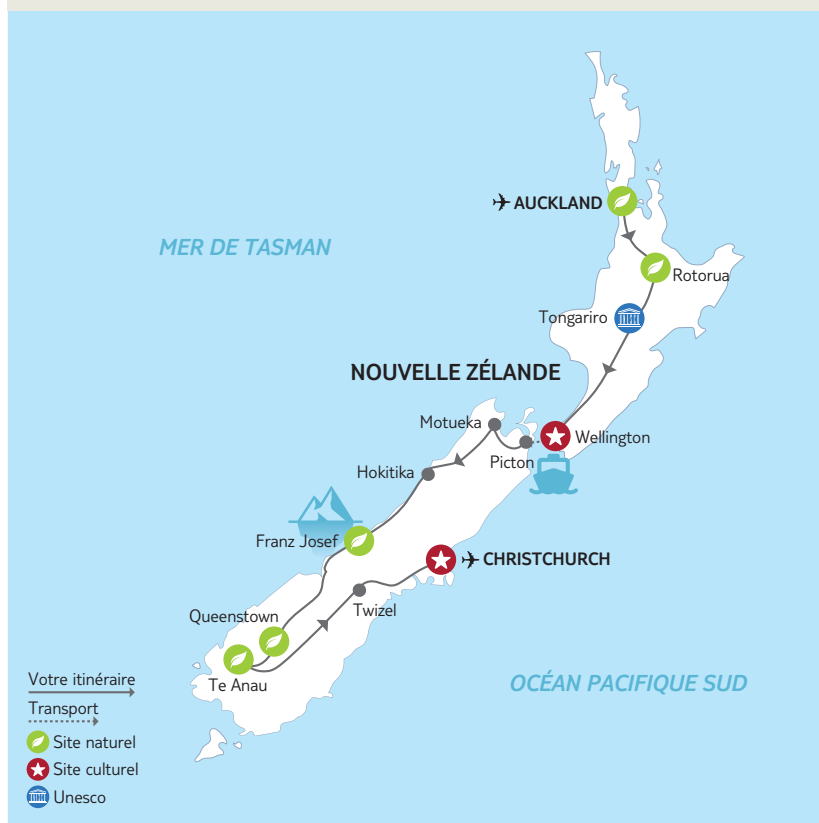 AUCKLAND
MER DE TASMAN
Rotorua
Tongariro
NOUVELLE ZÉLANDE
Motueka
Wellington
Picton
Hokitika
Franz Josef
CHRISTCHURCH
Twizel
Queenstown
Te Anau
OCÉAN PACIFIQUE SUD
Votre itinéraire
Transport
Site naturel
Site culturel
Unesco